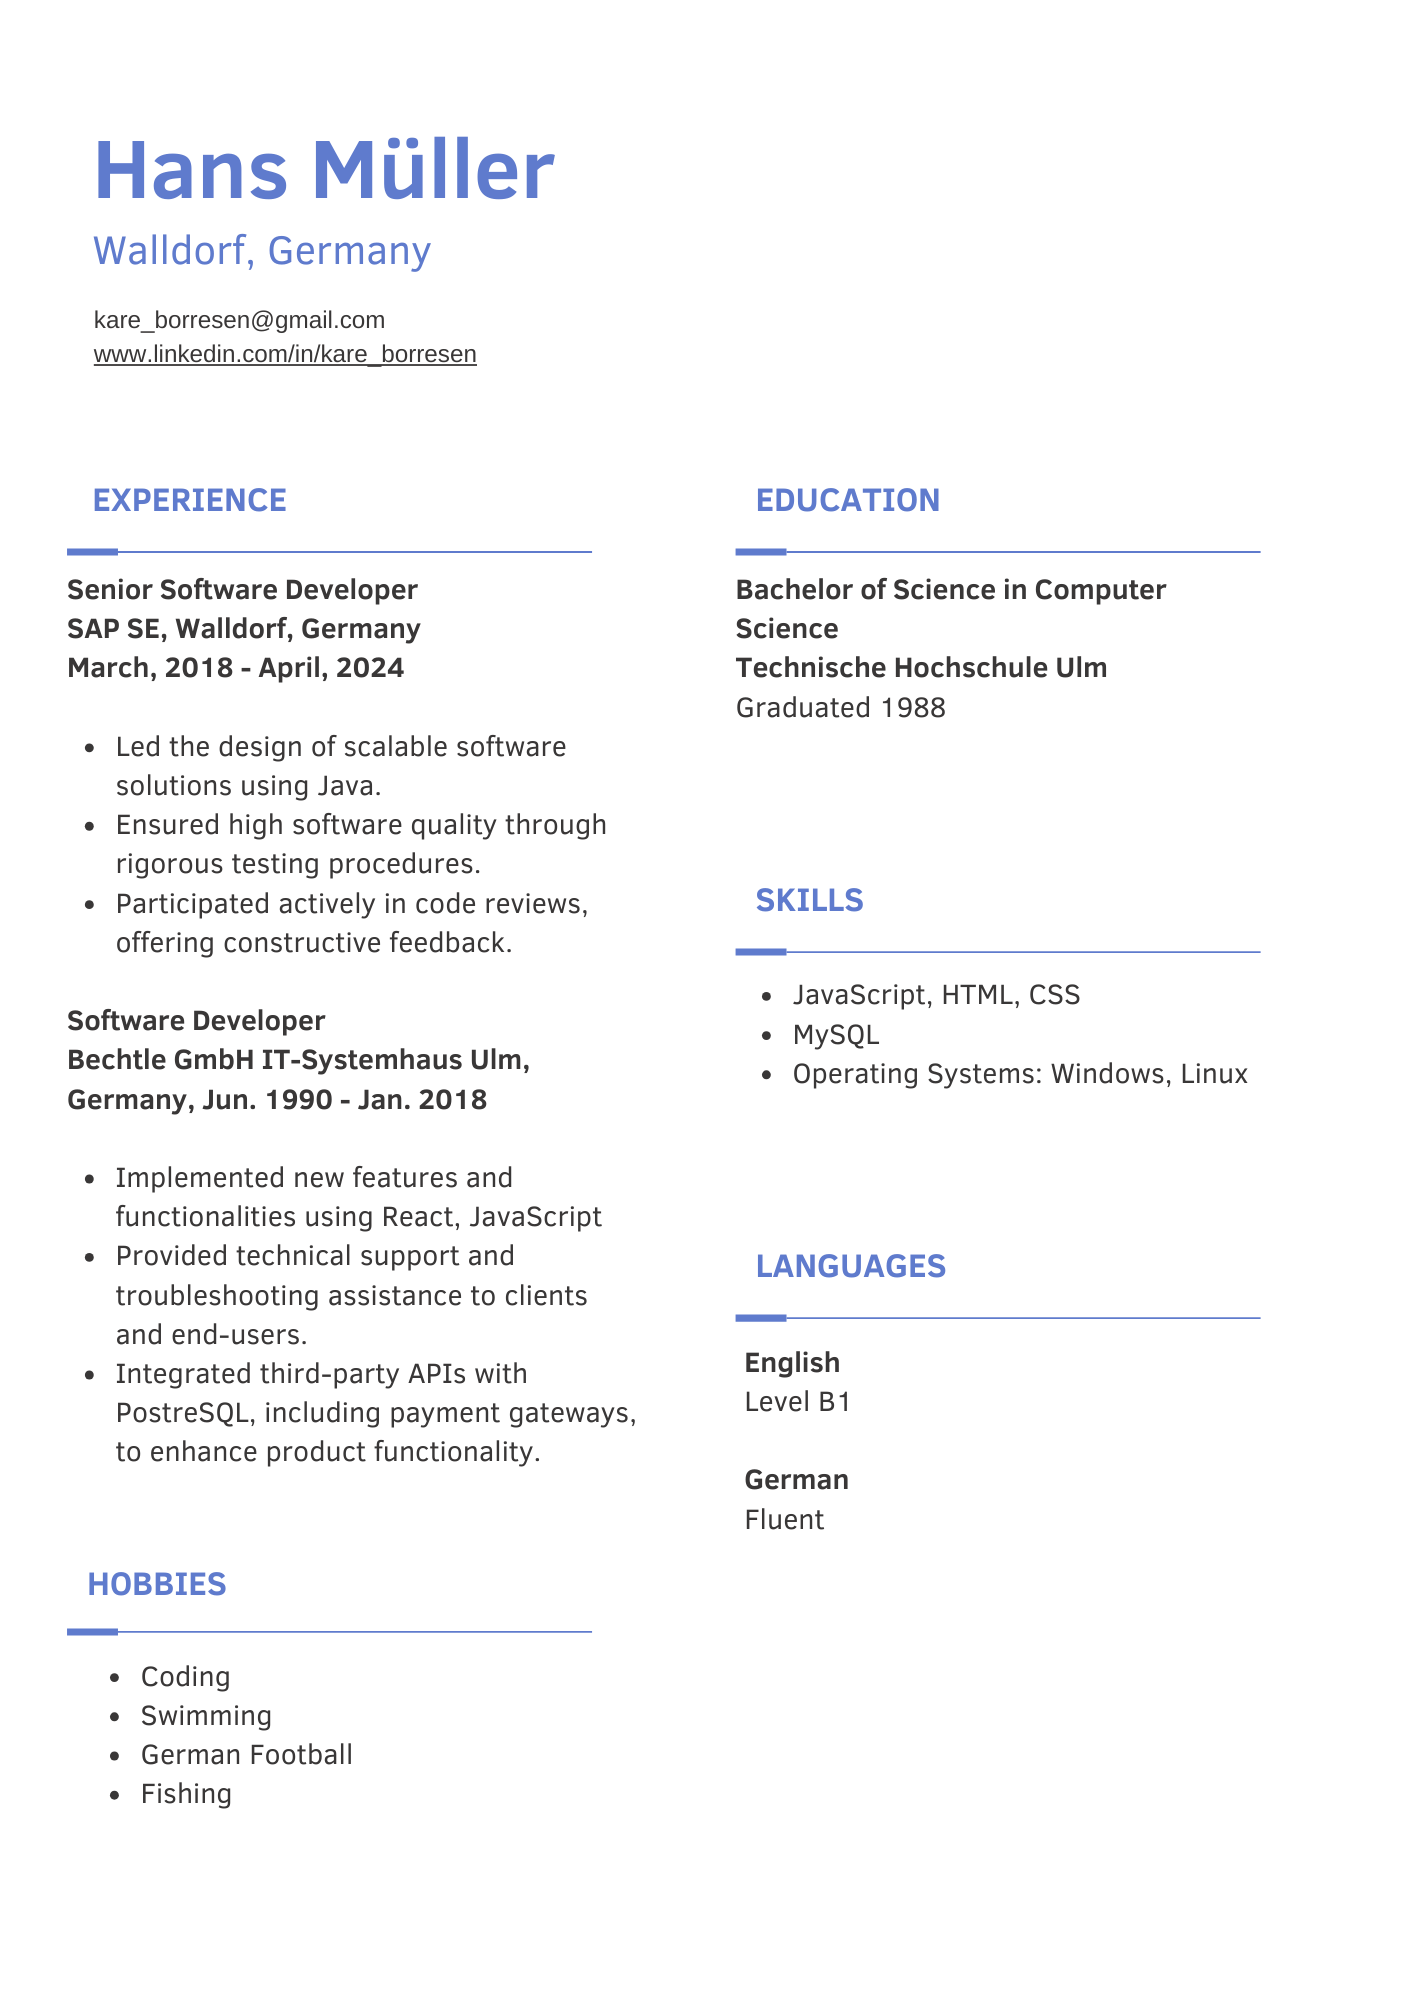 Hans Müller
Walldorf, Germany
kare_borresen@gmail.com
www.linkedin.com/in/kare_borresen
EXPERIENCE
Senior Software Developer
SAP SE, Walldorf, Germany
March, 2018 - April, 2024
• Led the design of scalable software
solutions using Java.
• Ensured high software quality through
rigorous testing procedures.
• Participated actively in code reviews,
offering constructive feedback.
Software Developer
Bechtle GmbH IT-Systemhaus Ulm,
Germany, Jun. 1990 - Jan. 2018
• Implemented new features and
functionalities using React, JavaScript
• Provided technical support and
troubleshooting assistance to clients
and end-users.
• Integrated third-party APIs with
PostreSQL, including payment gateways,
to enhance product functionality.
HOBBIES
• Coding
• Swimming
• German Football
• Fishing
EDUCATION
Bachelor of Science in Computer
Science
Technische Hochschule Ulm
Graduated 1988
SKILLS
• JavaScript, HTML, CSS
• MySQL
• Operating Systems: Windows, Linux
LANGUAGES
English
Level B1
German
Fluent